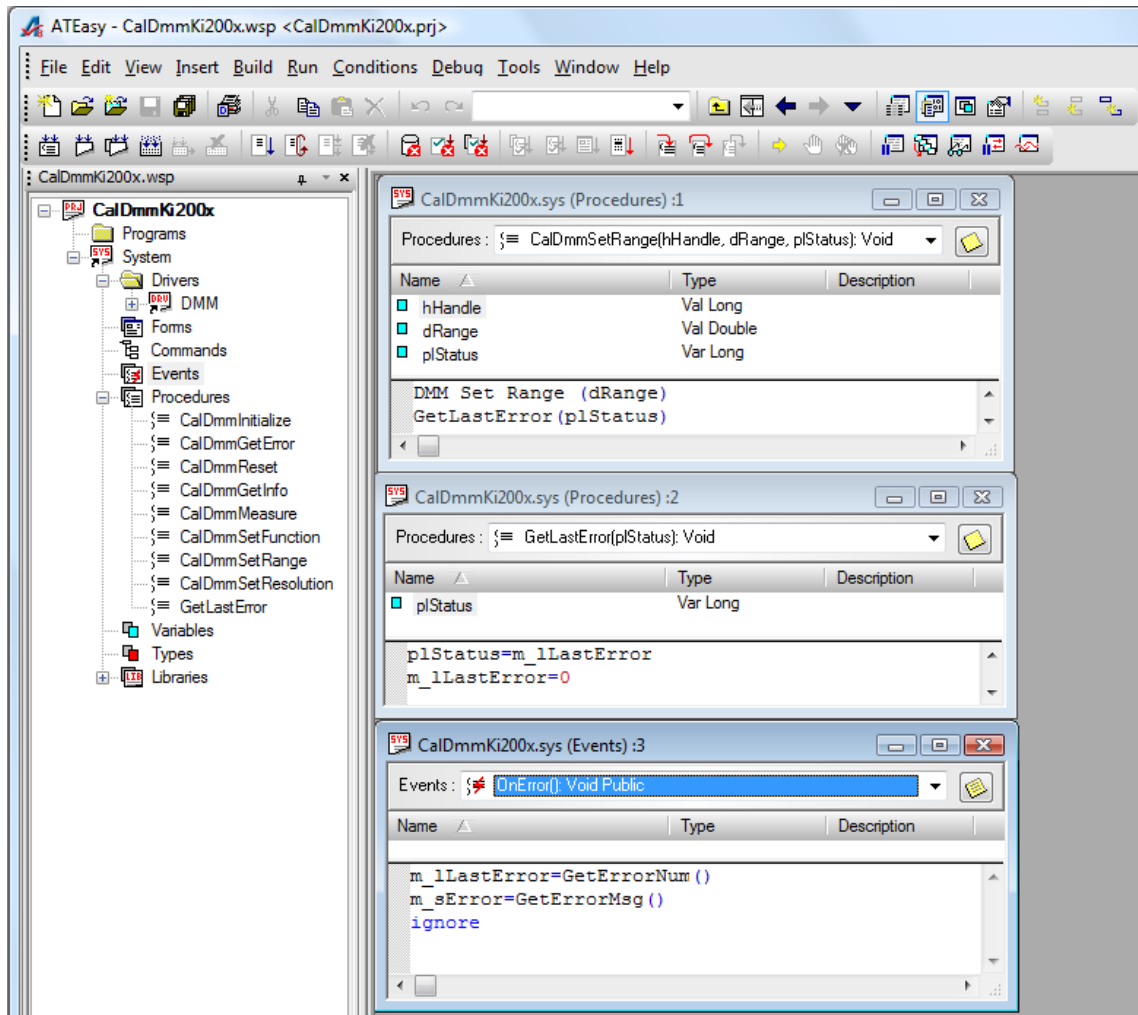 ATEasy - CalDmmKi200x.wsp <CalDmmKi200x.prj>
File Edit View Insert Build Run Conditions Debug Tools Window Help
CalDmmKi200x.wsp
CalDmmKi200x
Programs
System
Drivers
DMM
Forms
Commands
Events
Procedures
CalDmmInitialize
CalDmmGetError
CalDmmReset
CalDmmGetInfo
CalDmmMeasure
CalDmmSetFunction
CalDmmSetRange
CalDmmSetResolution
GetLastError
Variables
Types
Libraries
CalDmmKi200x.sys (Procedures) :1
Procedures : CalDmmSetRange(hHandle, dRange, plStatus): Void
Name Type Description
hHandle Val Long
dRange Val Double
plStatus Var Long
DMM Set Range (dRange)
GetLastError(plStatus)
CalDmmKi200x.sys (Procedures) :2
Procedures : GetLastError(plStatus): Void
Name Type Description
plStatus Var Long
plStatus=m_lLastError
m_lLastError=0
CalDmmKi200x.sys (Events) :3
Events : OnError(): Void Public
Name Type Description
m_lLastError=GetErrorNum()
m_sError=GetErrorMsg()
ignore